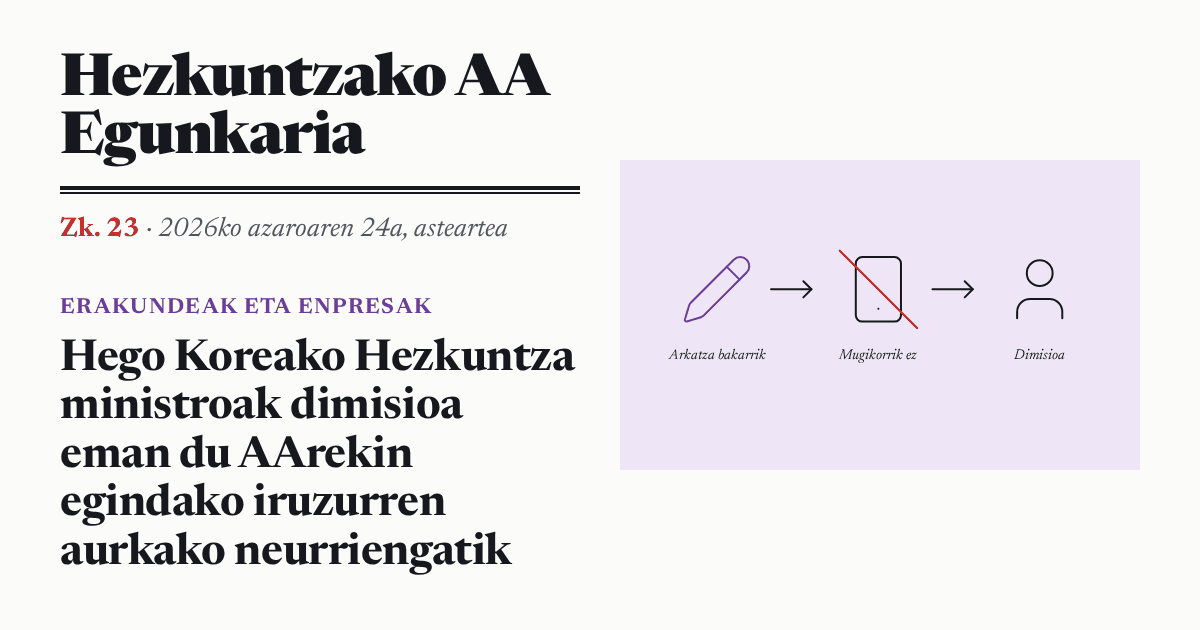 Hezkuntzako AA
Egunkaria
Zk. 23 · 2026ko azaroaren 24a, asteartea
ERAKUNDEAK ETA ENPRESAK
Hego Koreako Hezkuntza
ministroak dimisioa
eman du AArekin
egindako iruzurren
aurkako neurriengatik
Arkatza bakarrik
Mugikorrik ez
Dimisioa